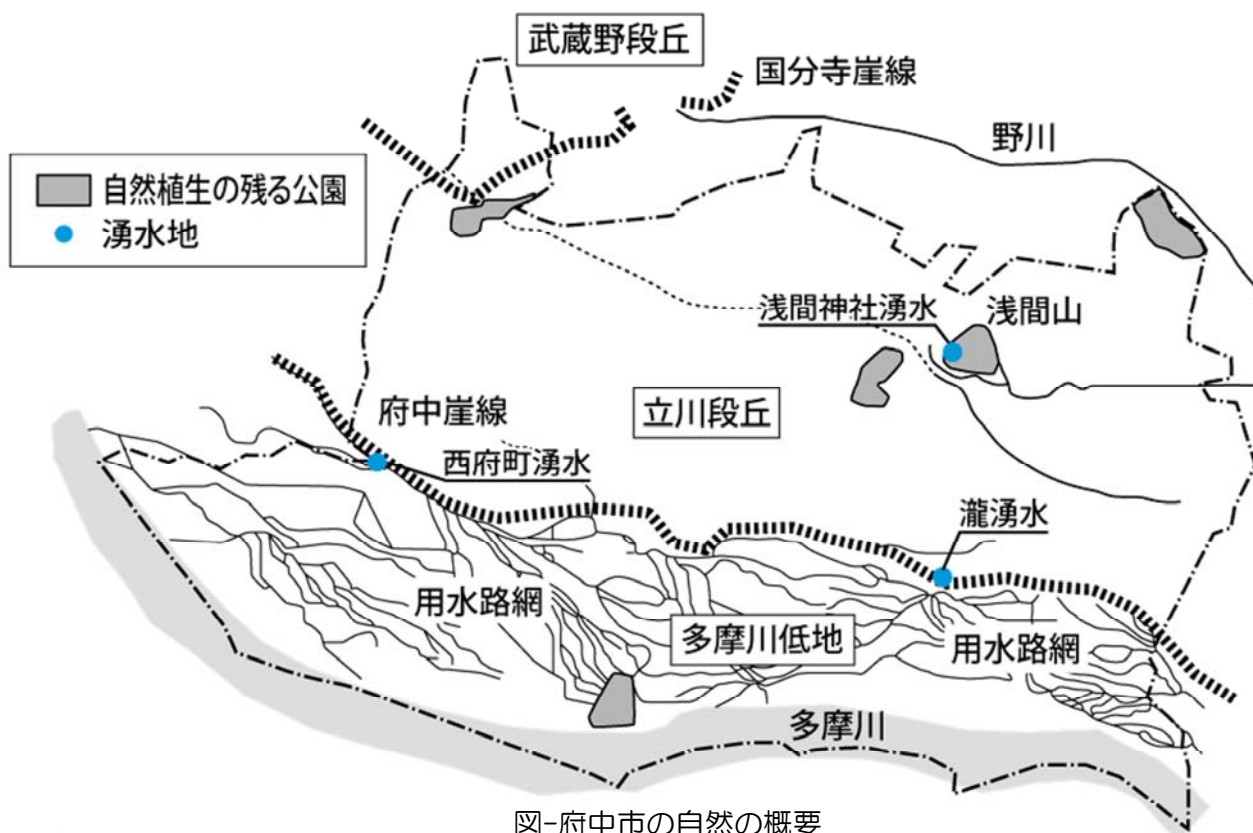 武蔵野段丘
国分寺崖線
野川
自然植生の残る公園
湧水地
浅間神社湧水
浅間山
府中崖線
立川段丘
西府町湧水
瀧湧水
用水路網
多摩川低地
用水路網
多摩川
図-府中市の自然の概要